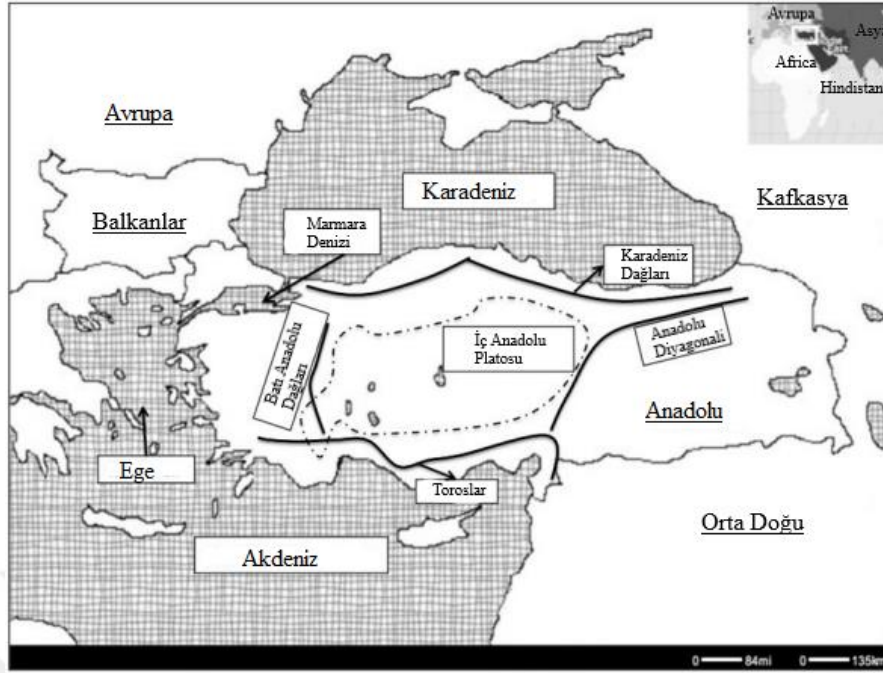 Avrupa
Asya
Africa
Hindistan
Avrupa
Karadeniz
Kafkasya
Balkanlar
Marmara
Denizi
Karadeniz
Dağları
Batı Anadolu
Dağları
İç Anadolu
Platosu
Anadolu
Diyagonali
Anadolu
Ege
Toroslar
Orta Doğu
Akdeniz
0 84mi 0 135km